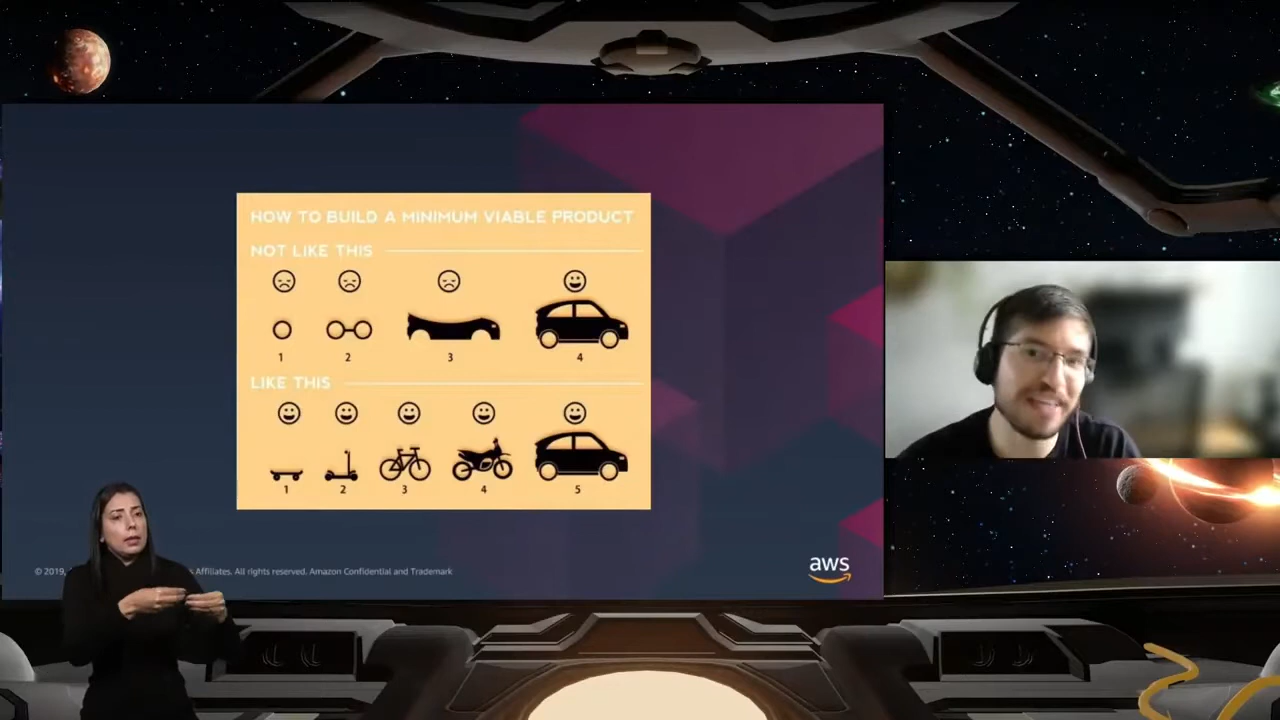 HOW TO BUILD A MINIMUM VIABLE PRODUCT
NOT LIKE THIS
1 2 3 4
LIKE THIS
1 2 3 4 5
© 2019, s Affiliates. All rights reserved. Amazon Confidential and Trademark
aws